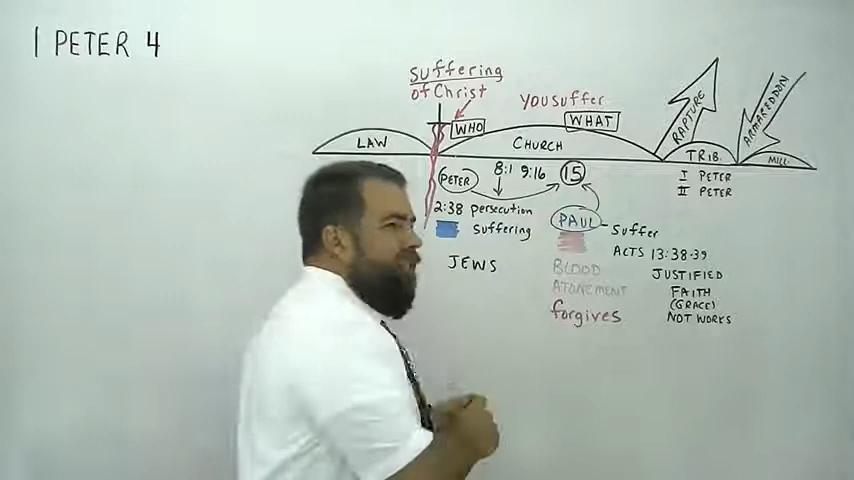 1 PETER 4
Suffering
of Christ
You suffer
WHO
WHAT
LAW
CHURCH
RAPTURE
ARMAGEDDON
TRIB.
MILL.
PETER
8:1 9:16
15
I PETER
II PETER
2:38 persecution
suffering
PAUL
Suffer
ACTS 13:38-39
JEWS
BLOOD
ATONEMENT
forgives
JUSTIFIED
FAITH
(GRACE)
NOT WORKS